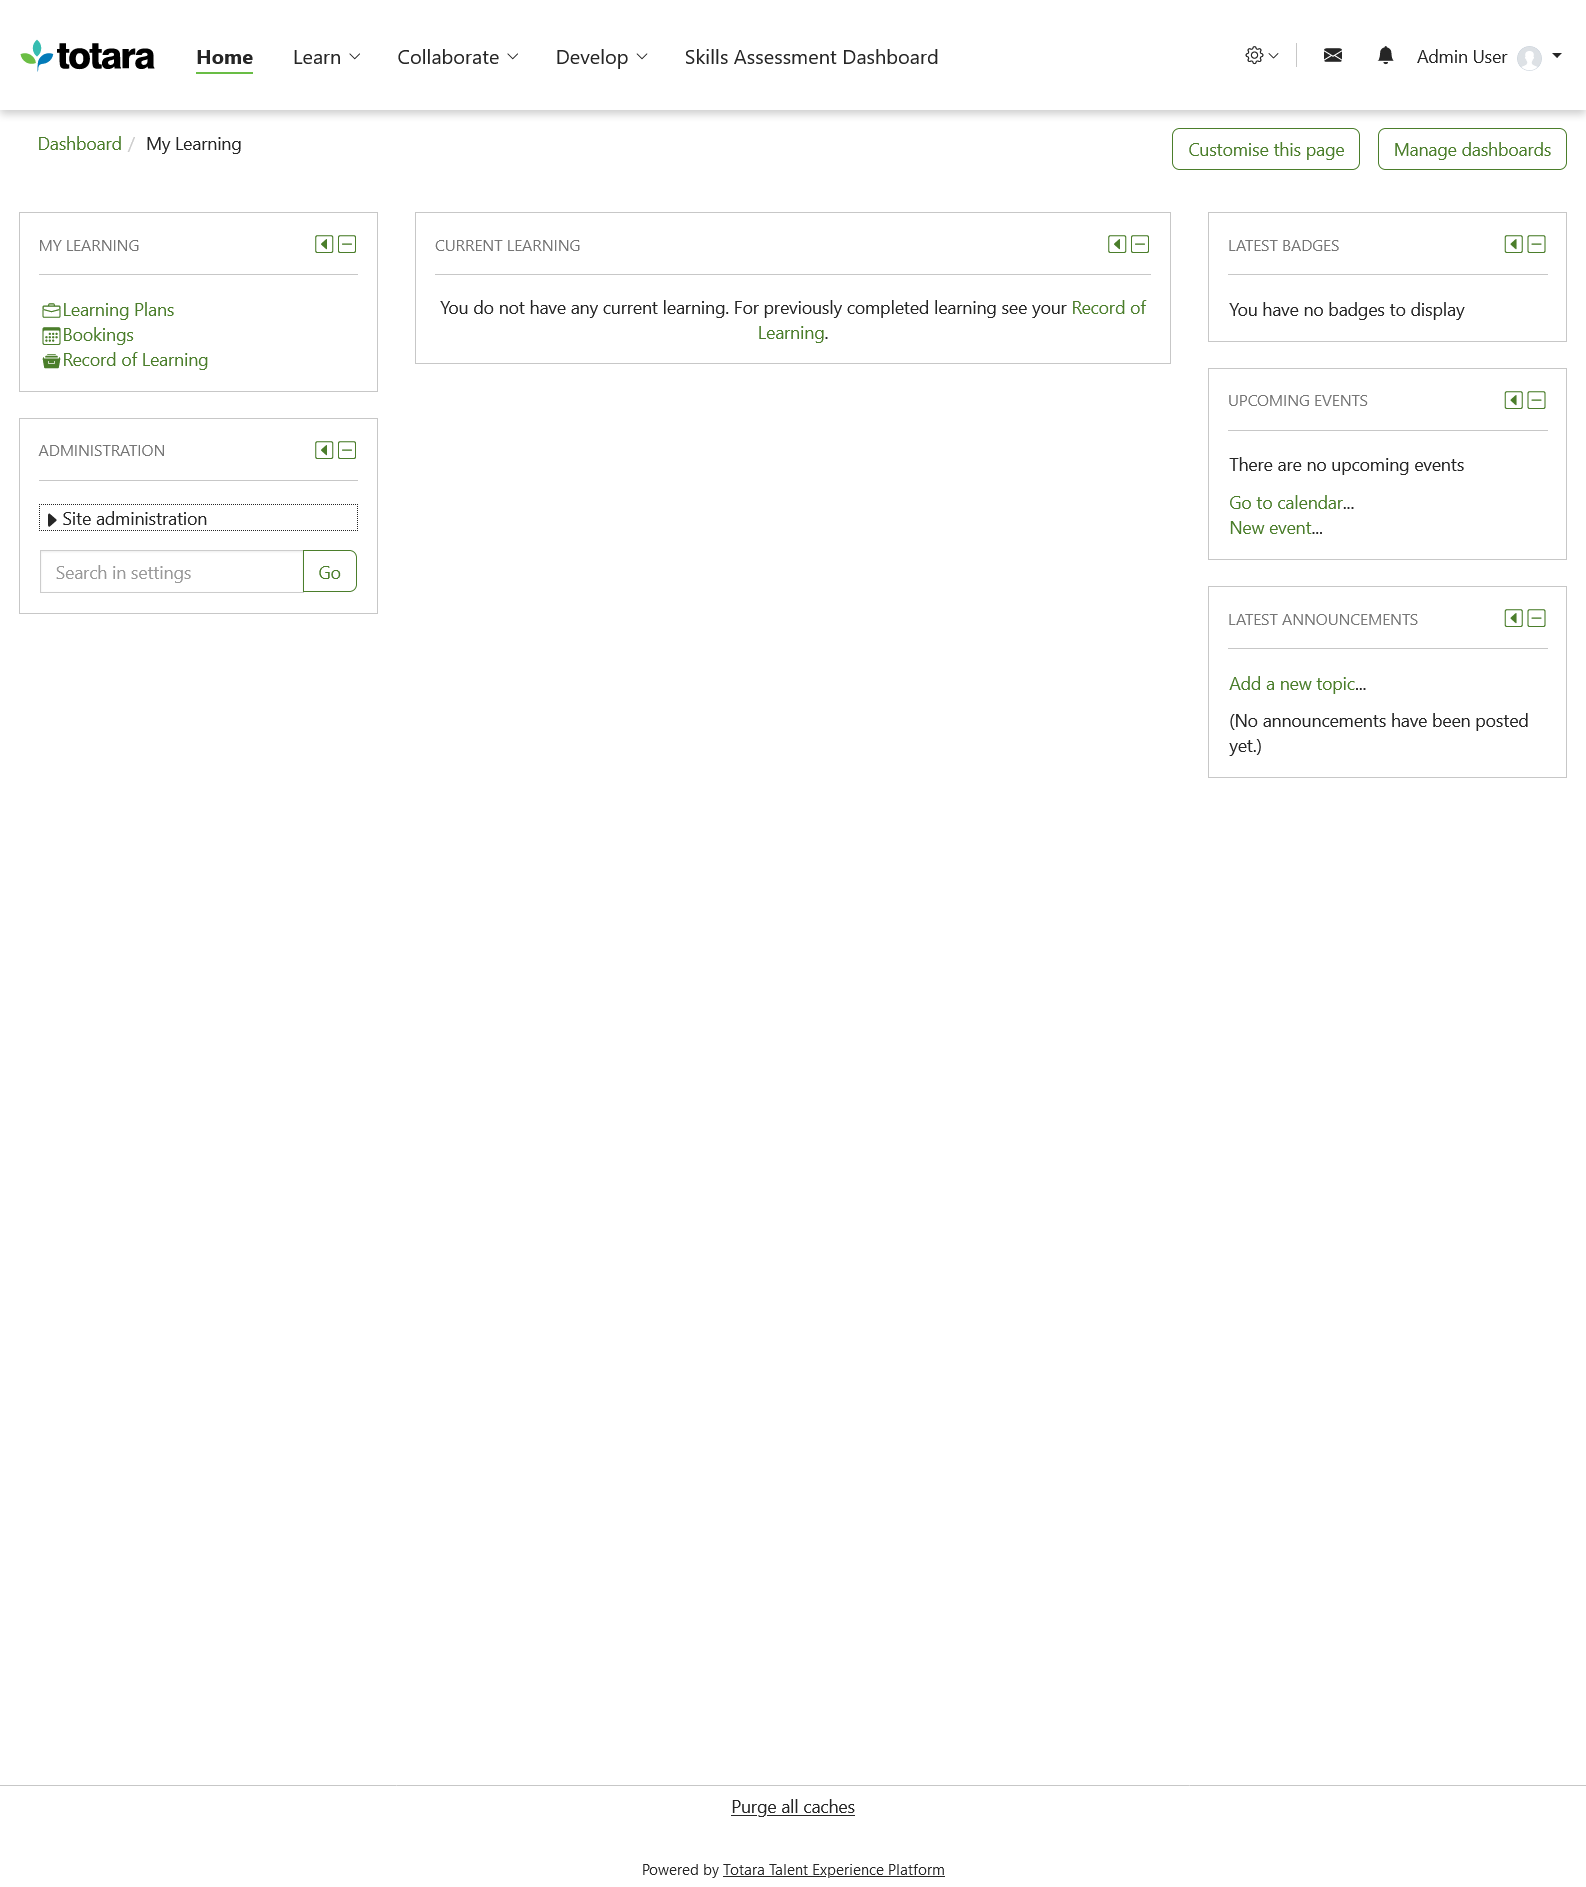 totara
Home
Learn
Collaborate
Develop
Skills Assessment Dashboard
Admin User
Dashboard / My Learning
Customise this page
Manage dashboards
MY LEARNING
Learning Plans
Bookings
Record of Learning
ADMINISTRATION
Site administration
Search in settings
Go
CURRENT LEARNING
You do not have any current learning. For previously completed learning see your Record of
Learning.
LATEST BADGES
You have no badges to display
UPCOMING EVENTS
There are no upcoming events
Go to calendar...
New event...
LATEST ANNOUNCEMENTS
Add a new topic...
(No announcements have been posted
yet.)
Purge all caches
Powered by Totara Talent Experience Platform